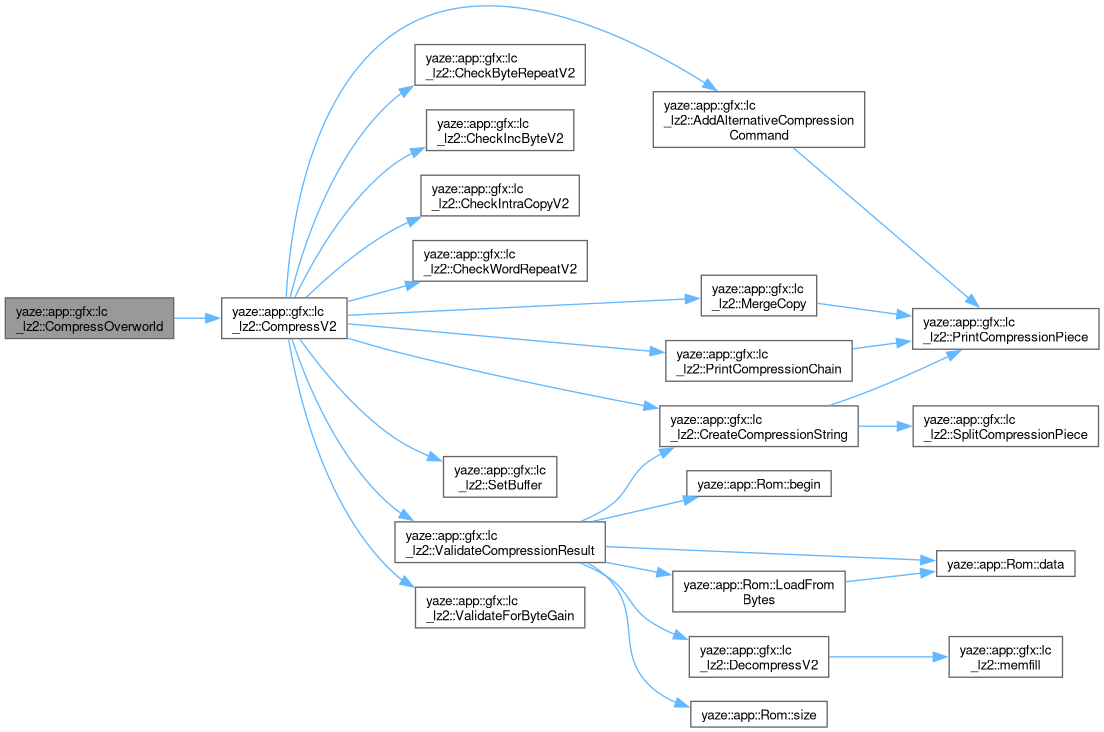 yaze::app::gfx::lc
_lz2::CompressOverworld
yaze::app::gfx::lc
_lz2::CompressV2
yaze::app::gfx::lc
_lz2::CheckByteRepeatV2
yaze::app::gfx::lc
_lz2::CheckIncByteV2
yaze::app::gfx::lc
_lz2::CheckIntraCopyV2
yaze::app::gfx::lc
_lz2::CheckWordRepeatV2
yaze::app::gfx::lc
_lz2::SetBuffer
yaze::app::gfx::lc
_lz2::ValidateCompressionResult
yaze::app::gfx::lc
_lz2::ValidateForByteGain
yaze::app::gfx::lc
_lz2::AddAlternativeCompression
Command
yaze::app::gfx::lc
_lz2::MergeCopy
yaze::app::gfx::lc
_lz2::PrintCompressionChain
yaze::app::gfx::lc
_lz2::CreateCompressionString
yaze::app::Rom::begin
yaze::app::Rom::LoadFrom
Bytes
yaze::app::gfx::lc
_lz2::DecompressV2
yaze::app::Rom::size
yaze::app::gfx::lc
_lz2::PrintCompressionPiece
yaze::app::gfx::lc
_lz2::SplitCompressionPiece
yaze::app::Rom::data
yaze::app::gfx::lc
_lz2::memfill